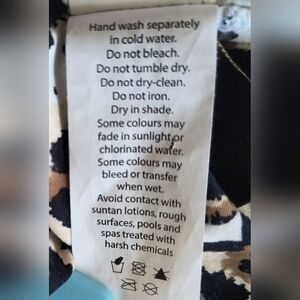 Hand wash separately
in cold water.
Do not bleach.
Do not tumble dry.
Do not dry-clean.
Do not iron.
Dry in shade.
Some colours may
fade in sunlight or
chlorinated water.
Some colours may
bleed or transfer
when wet.
Avoid contact with
suntan lotions, rough
surfaces, pools and
spas treated with
harsh chemicals